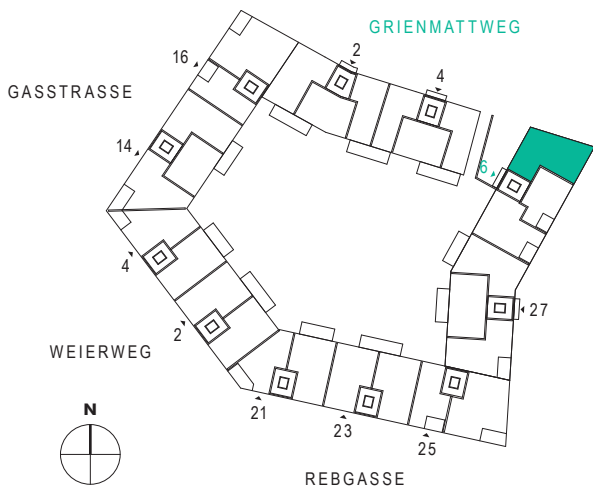 GRIENMATTWEG
2
16
4
GASSTRASSE
14
6
4
27
2
WEIERWEG
21
23
25
N
REBGASSE